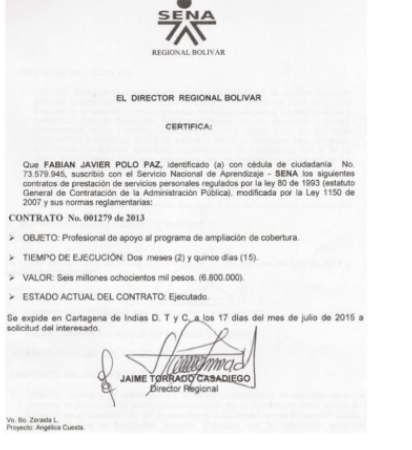 SENA
REGIONAL BOLIVAR
EL DIRECTOR REGIONAL BOLIVAR
CERTIFICA:
Que FABIAN JAVIER POLO PAZ, identificado (a) con cédula de ciudadanía No.
73.579.945, suscribió con el Servicio Nacional de Aprendizaje - SENA los siguientes
contratos de prestación de servicios personales regulados por la ley 80 de 1993 (estatuto
General de Contratación de la Administración Pública), modificada por la Ley 1150 de
2007 y sus normas reglamentarias:
CONTRATO No. 001279 de 2013
➢ OBJETO: Profesional de apoyo al programa de ampliación de cobertura.
➢ TIEMPO DE EJECUCIÓN: Dos meses (2) y quince días (15).
➢ VALOR: Seis millones ochocientos mil pesos. (6.800.000).
➢ ESTADO ACTUAL DEL CONTRATO: Ejecutado.
Se expide en Cartagena de Indias D. T y C, a los 17 días del mes de julio de 2015 a
solicitud del interesado.
JAIME TORRADO CASADIEGO
Director Regional
Vo. Bo. Zoraida L.
Proyecto: Angélica Cuesta.